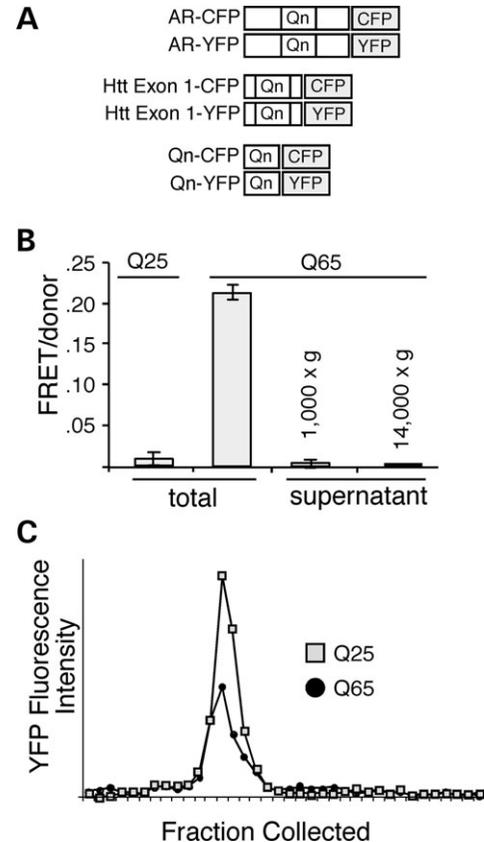 A
AR-CFP Qn CFP
AR-YFP Qn YFP
Htt Exon 1-CFP Qn CFP
Htt Exon 1-YFP Qn YFP
Qn-CFP Qn CFP
Qn-YFP Qn YFP
B
Q25 Q65
FRET/donor
.25
.20
.15
.10
.05
1,000 x g
14,000 x g
total supernatant
C
YFP Fluorescence
Intensity
Q25
Q65
Fraction Collected